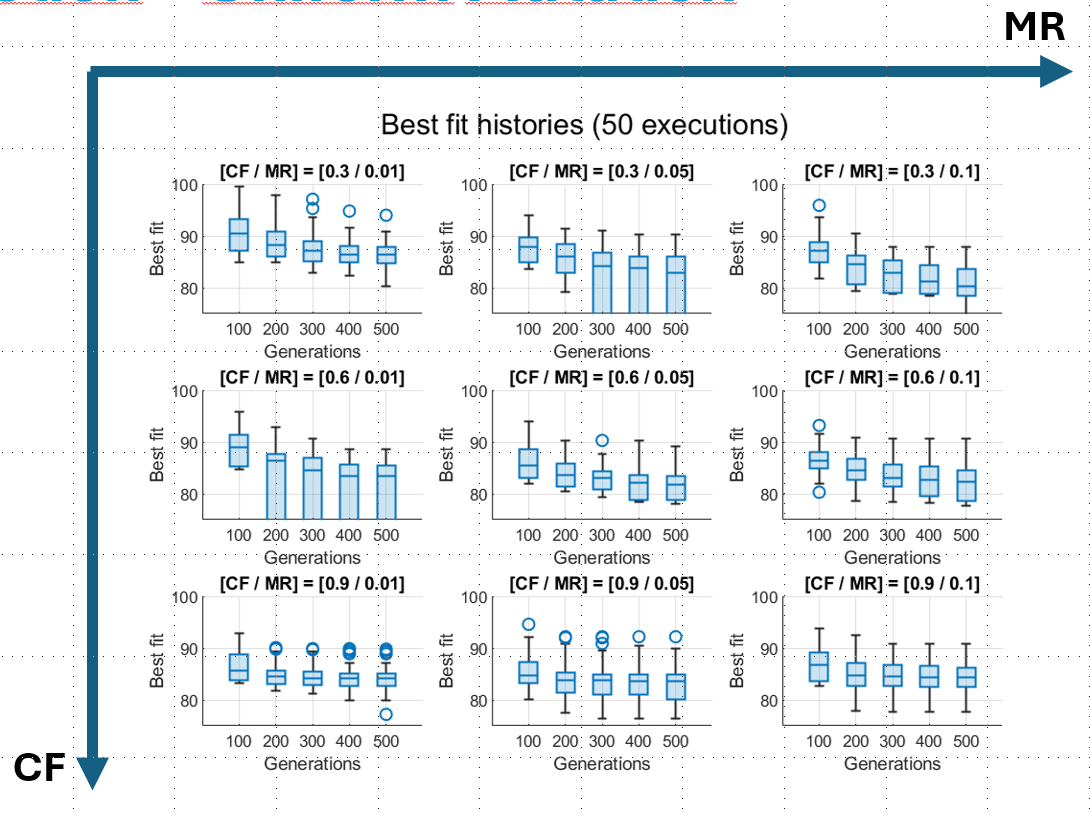 MR
Best fit histories (50 executions)
[CF / MR] = [0.3 / 0.01]
100
90
80
Best fit
100 200 300 400 500
Generations
[CF / MR] = [0.3 / 0.05]
100
90
80
Best fit
100 200 300 400 500
Generations
[CF / MR] = [0.3 / 0.1]
100
90
80
Best fit
100 200 300 400 500
Generations
[CF / MR] = [0.6 / 0.01]
100
90
80
Best fit
100 200 300 400 500
Generations
[CF / MR] = [0.6 / 0.05]
100
90
80
Best fit
100 200 300 400 500
Generations
[CF / MR] = [0.6 / 0.1]
100
90
80
Best fit
100 200 300 400 500
Generations
[CF / MR] = [0.9 / 0.01]
100
90
80
Best fit
100 200 300 400 500
Generations
[CF / MR] = [0.9 / 0.05]
100
90
80
Best fit
100 200 300 400 500
Generations
[CF / MR] = [0.9 / 0.1]
100
90
80
Best fit
100 200 300 400 500
Generations
CF